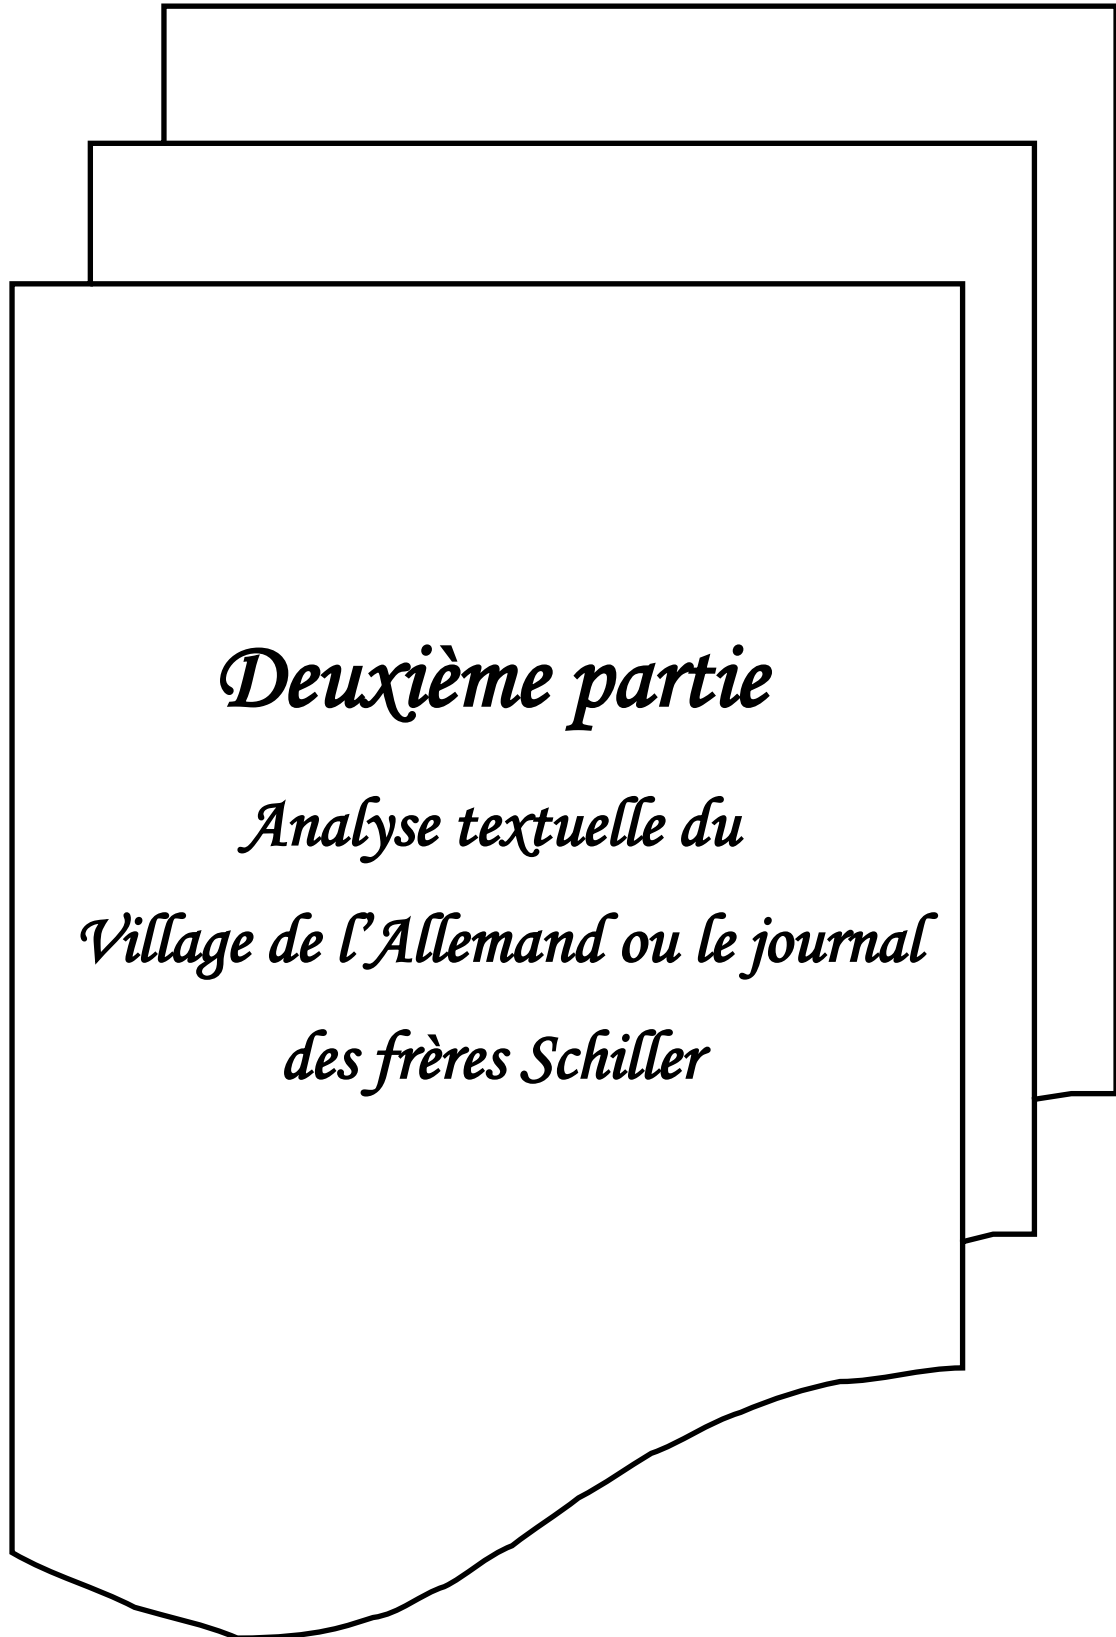 Deuxième partie
Analyse textuelle du
Village de l’Allemand ou le journal
des frères Schiller